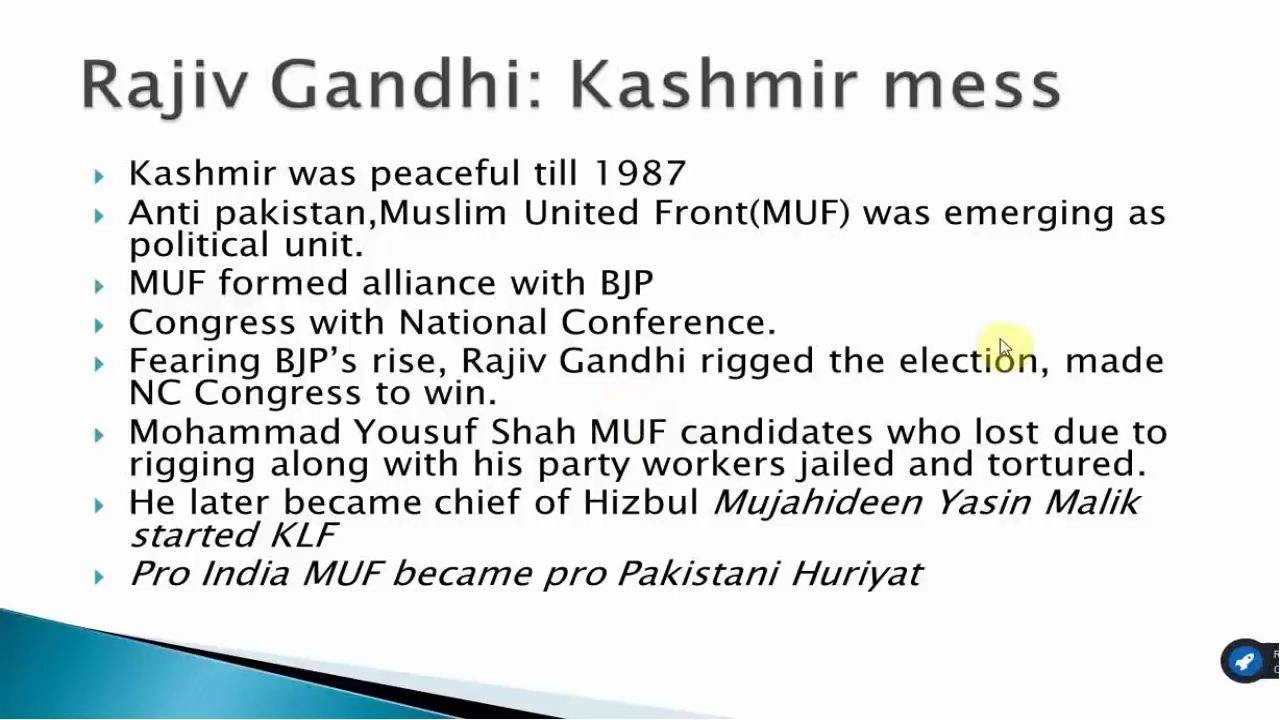 Rajiv Gandhi: Kashmir mess
Kashmir was peaceful till 1987
Anti pakistan,Muslim United Front(MUF) was emerging as
political unit.
MUF formed alliance with BJP
Congress with National Conference.
Fearing BJP's rise, Rajiv Gandhi rigged the election, made
NC Congress to win.
Mohammad Yousuf Shah MUF candidates who lost due to
rigging along with his party workers jailed and tortured.
He later became chief of Hizbul Mujahideen Yasin Malik
started KLF
Pro India MUF became pro Pakistani Huriyat